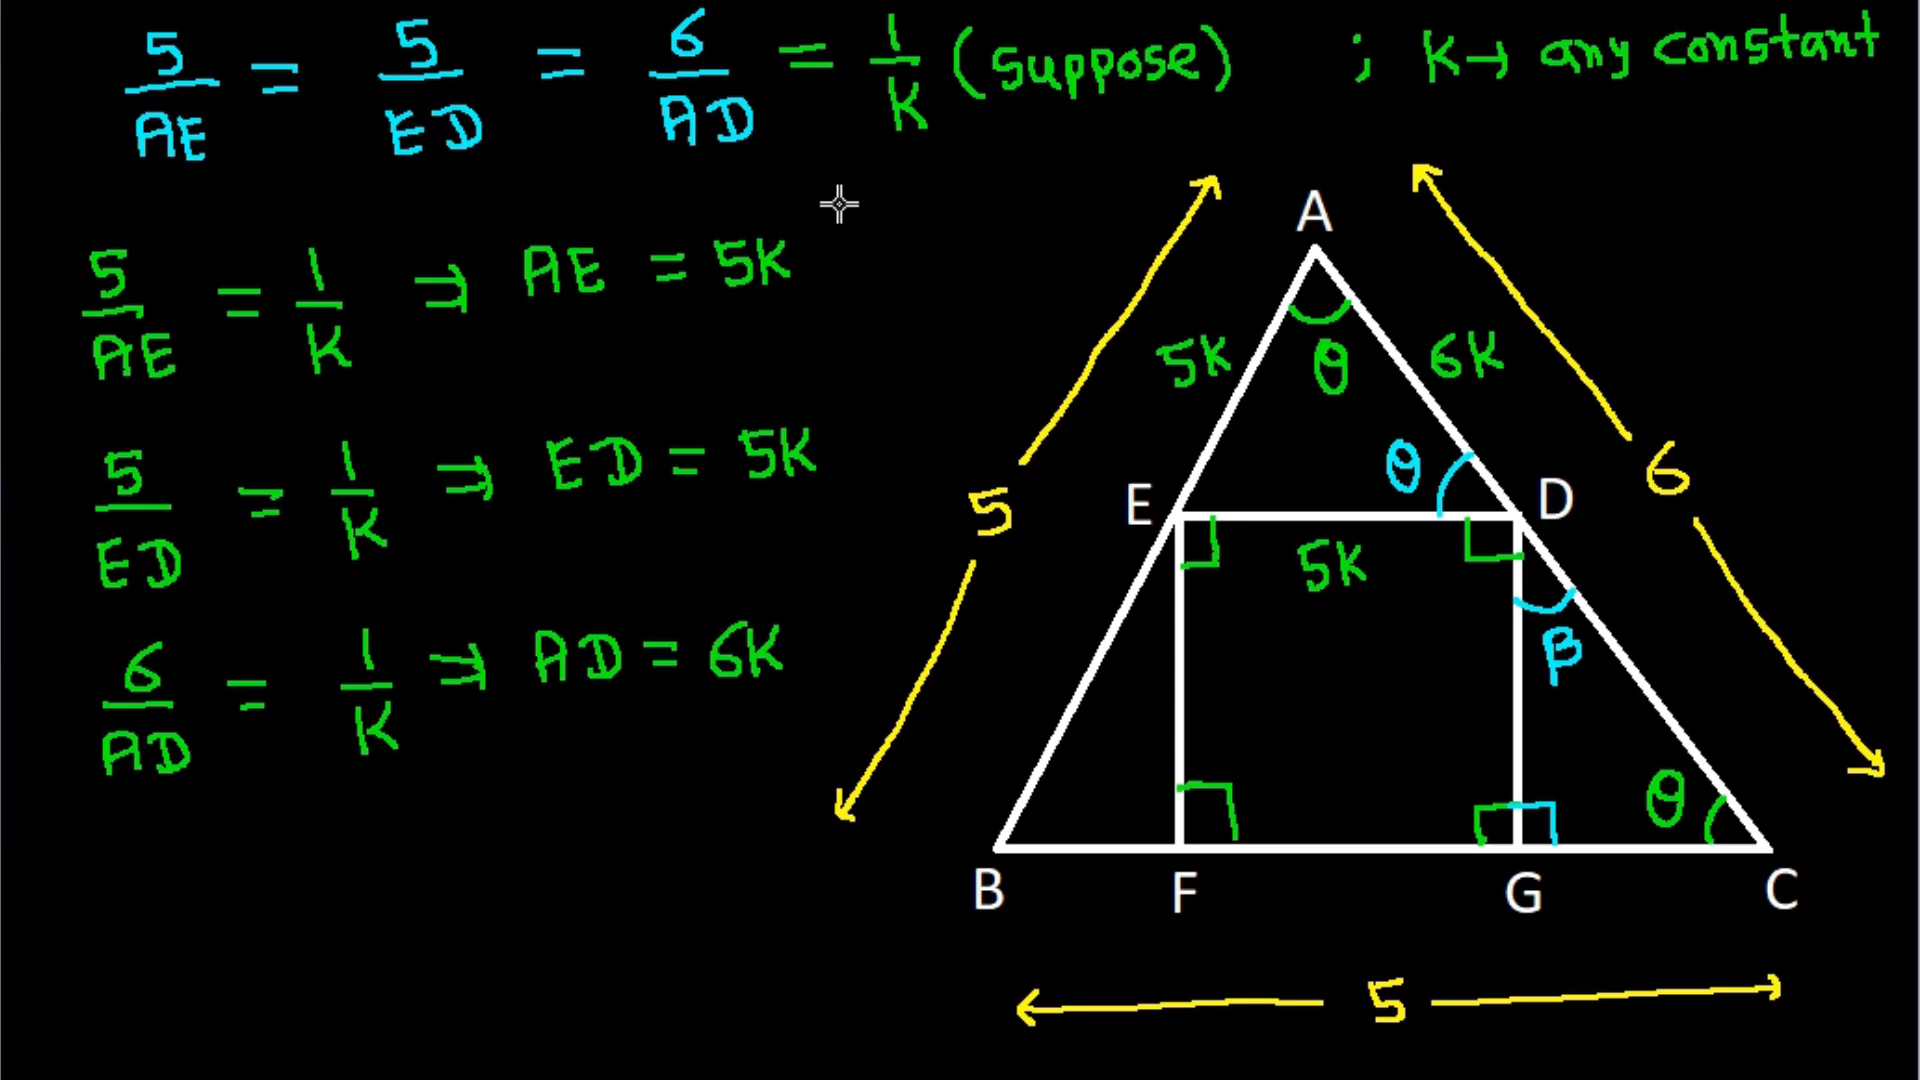 5/AE = 5/ED = 6/AD = 1/K (suppose) ; K → any constant
5/AE = 1/K ⇒ AE = 5K
5/ED = 1/K ⇒ ED = 5K
6/AD = 1/K ⇒ AD = 6K
A
5K θ 6K
θ
5 E D 6
5K
β
θ
B F G C
5